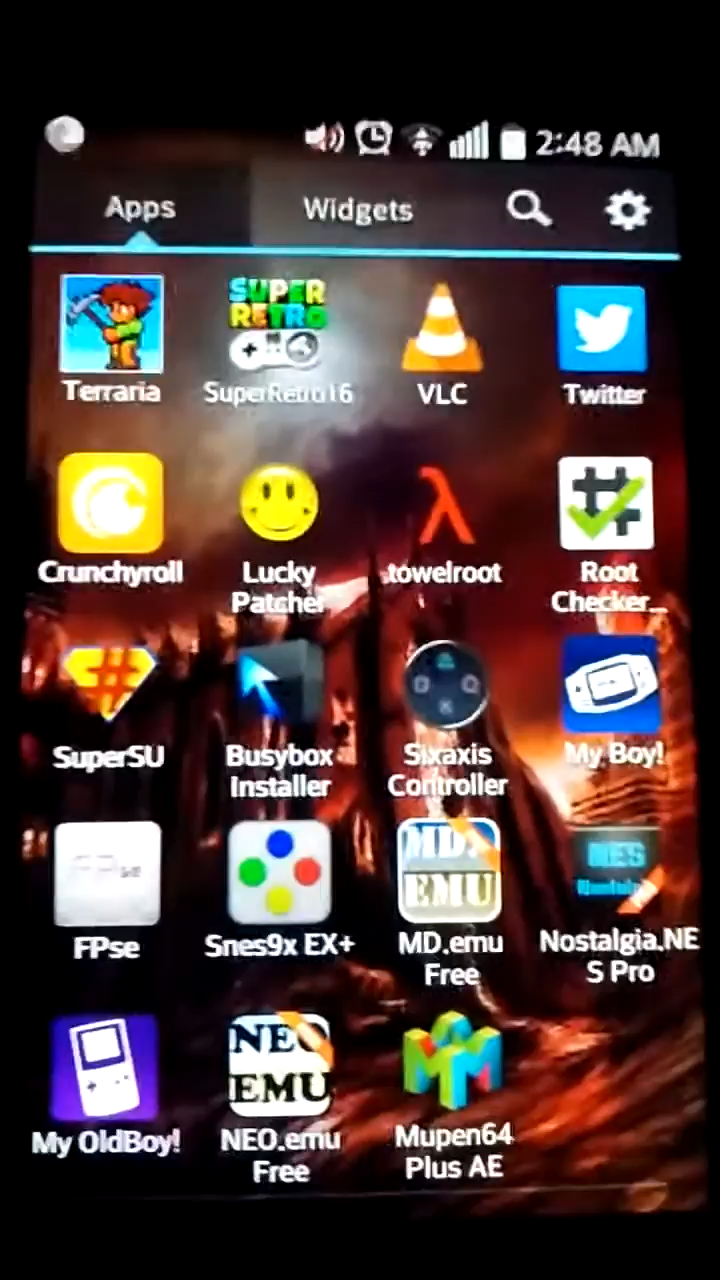 2:48 AM
Apps
Widgets
SUPER
RETRO
Terraria
SuperRetro16
VLC
Twitter
Crunchyroll
Lucky
Patcher
towelroot
Root
Checker...
SuperSU
Busybox
Installer
Sixaxis
Controller
My Boy!
FPse
MD.
EMU
NES
FPse
Snes9x EX+
MD.emu
Free
Nostalgia.NE
S Pro
NEO
EMU
My OldBoy!
NEO.emu
Free
Mupen64
Plus AE